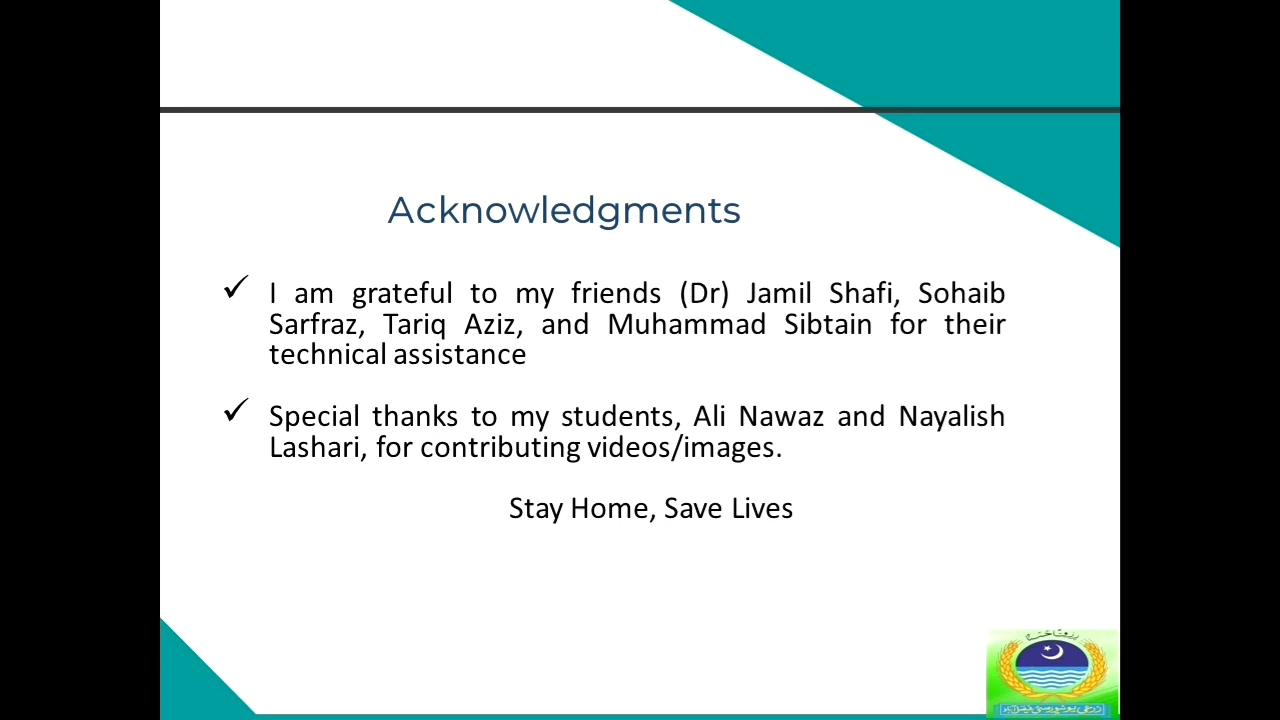 Acknowledgments
✓ I am grateful to my friends (Dr) Jamil Shafi, Sohaib
Sarfraz, Tariq Aziz, and Muhammad Sibtain for their
technical assistance
✓ Special thanks to my students, Ali Nawaz and Nayalish
Lashari, for contributing videos/images.
Stay Home, Save Lives